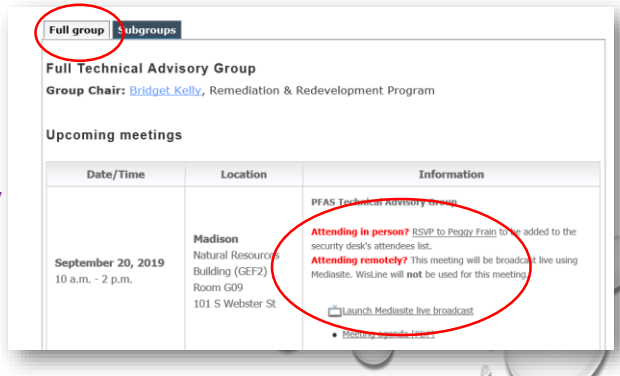 Full group Subgroups
Full Technical Advisory Group
Group Chair: Bridget Kelly, Remediation & Redevelopment Program
Upcoming meetings
Date/Time Location Information
PFAS Technical Advisory Group
Attending in person? RSVP to Peggy Frain to be added to the
security desk's attendees list.
Attending remotely? This meeting will be broadcast live using
Mediasite. WisLine will not be used for this meeting.
Madison
Natural Resources
Building (GEF2)
Room G09
101 S Webster St
September 20, 2019
10 a.m. - 2 p.m.
Launch Mediasite live broadcast
• Meeting agenda [PDF]